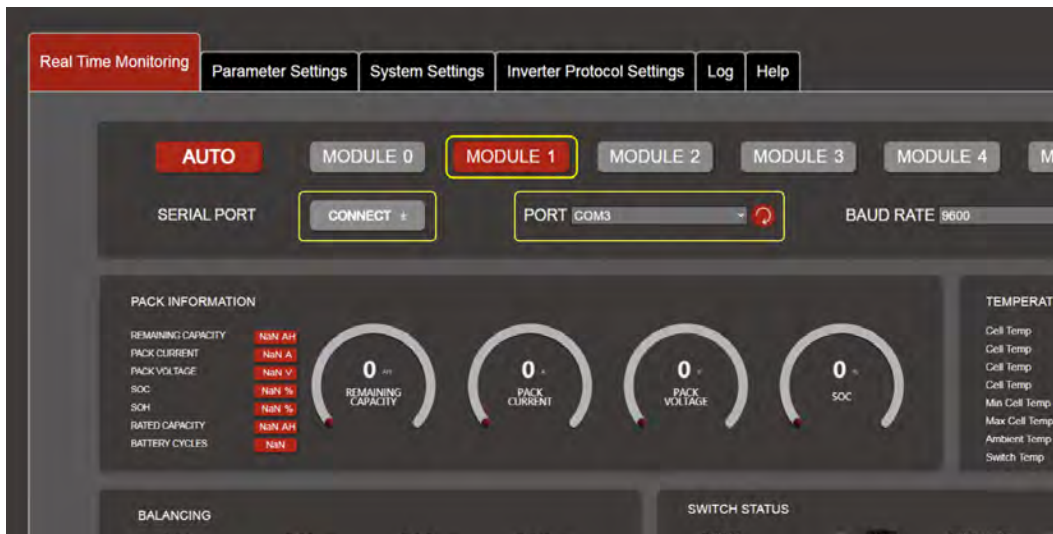 Real Time Monitoring
Parameter Settings
System Settings
Inverter Protocol Settings
Log
Help
AUTO
MODULE 0
MODULE 1
MODULE 2
MODULE 3
MODULE 4
M
SERIAL PORT
CONNECT
PORT COM3
BAUD RATE 9600
PACK INFORMATION
REMAINING CAPACITY NaN AH
PACK CURRENT NaN A
PACK VOLTAGE NaN V
SOC NaN %
SOH NaN %
RATED CAPACITY NaN AH
BATTERY CYCLES NaN
0
REMAINING
CAPACITY
0
PACK
CURRENT
0
PACK
VOLTAGE
0
SOC
TEMPERAT
Cell Temp
Cell Temp
Cell Temp
Cell Temp
Min Cell Temp
Max Cell Temp
Ambient Temp
Switch Temp
BALANCING
SWITCH STATUS